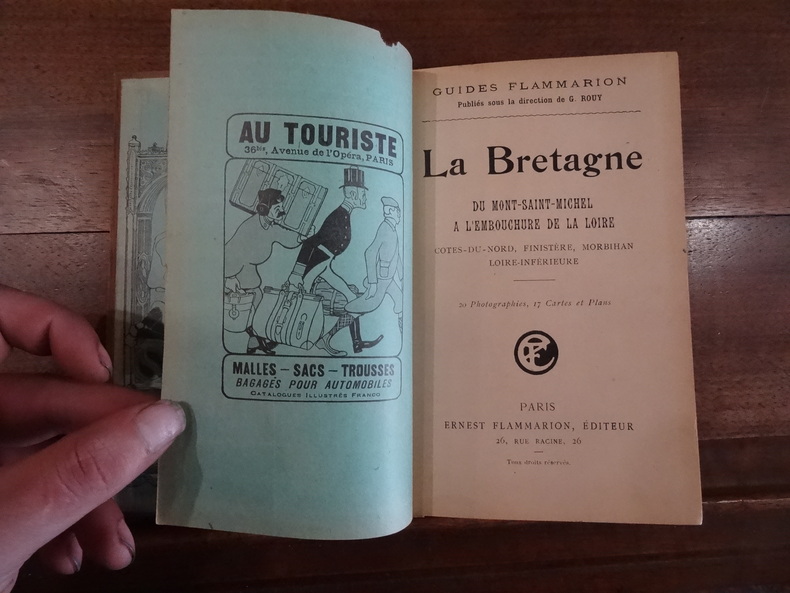 AU TOURISTE
36bis, Avenue de l'Opéra, PARIS
MALLES – SACS – TROUSSES
BAGAGES POUR AUTOMOBILES
CATALOGUES ILLUSTRÉS FRANCO
GUIDES FLAMMARION
Publiés sous la direction de G. ROUY
La Bretagne
DU MONT-SAINT-MICHEL
A L'EMBOUCHURE DE LA LOIRE
COTES-DU-NORD, FINISTÈRE, MORBIHAN
LOIRE-INFÉRIEURE
20 Photographies, 17 Cartes et Plans
PARIS
ERNEST FLAMMARION, ÉDITEUR
26, RUE RACINE, 26
Tous droits réservés.